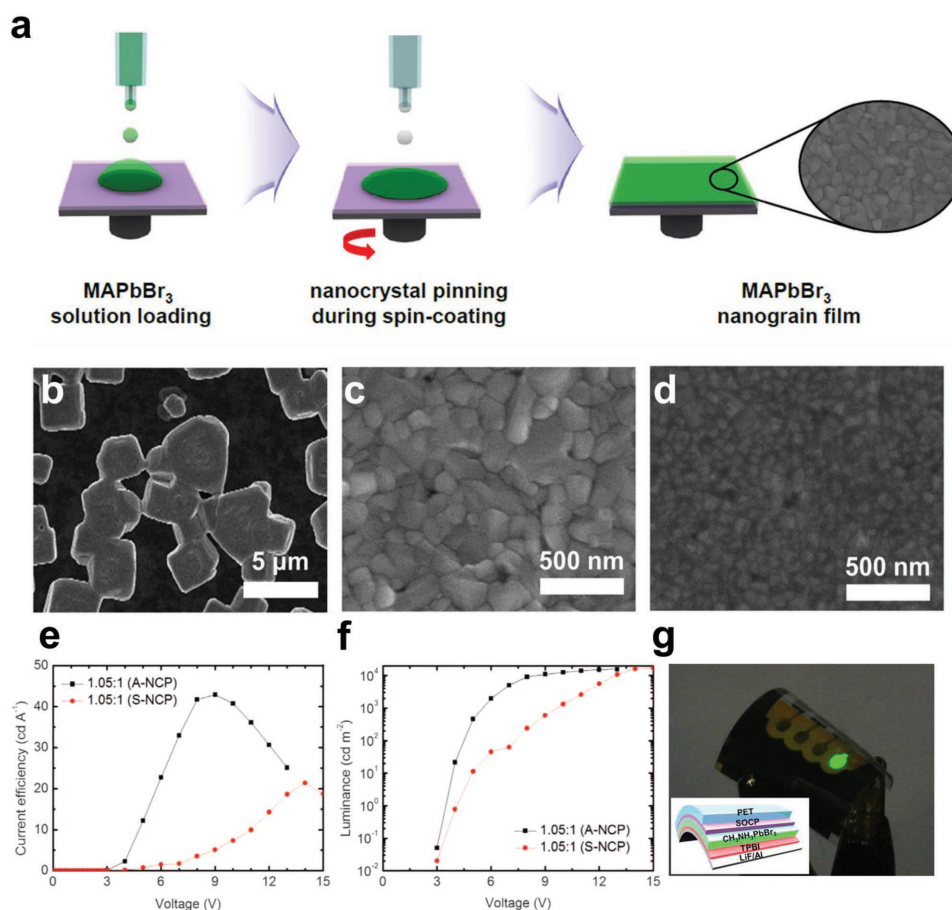 a
MAPbBr₃
solution loading
nanocrystal pinning
during spin-coating
MAPbBr₃
nanograin film
b
5 µm
c
500 nm
d
500 nm
e
50
40
30
20
10
0
Current efficiency (cd A⁻¹)
1.05:1 (A-NCP)
1.05:1 (S-NCP)
0 3 6 9 12 15
Voltage (V)
f
10⁴
10³
10²
10¹
10⁰
10⁻¹
10⁻²
Luminance (cd m⁻²)
1.05:1 (A-NCP)
1.05:1 (S-NCP)
0 3 6 9 12 15
Voltage (V)
g
PET
SOCP
CH₃NH₃PbBr₃
TPBI
LiF/Al